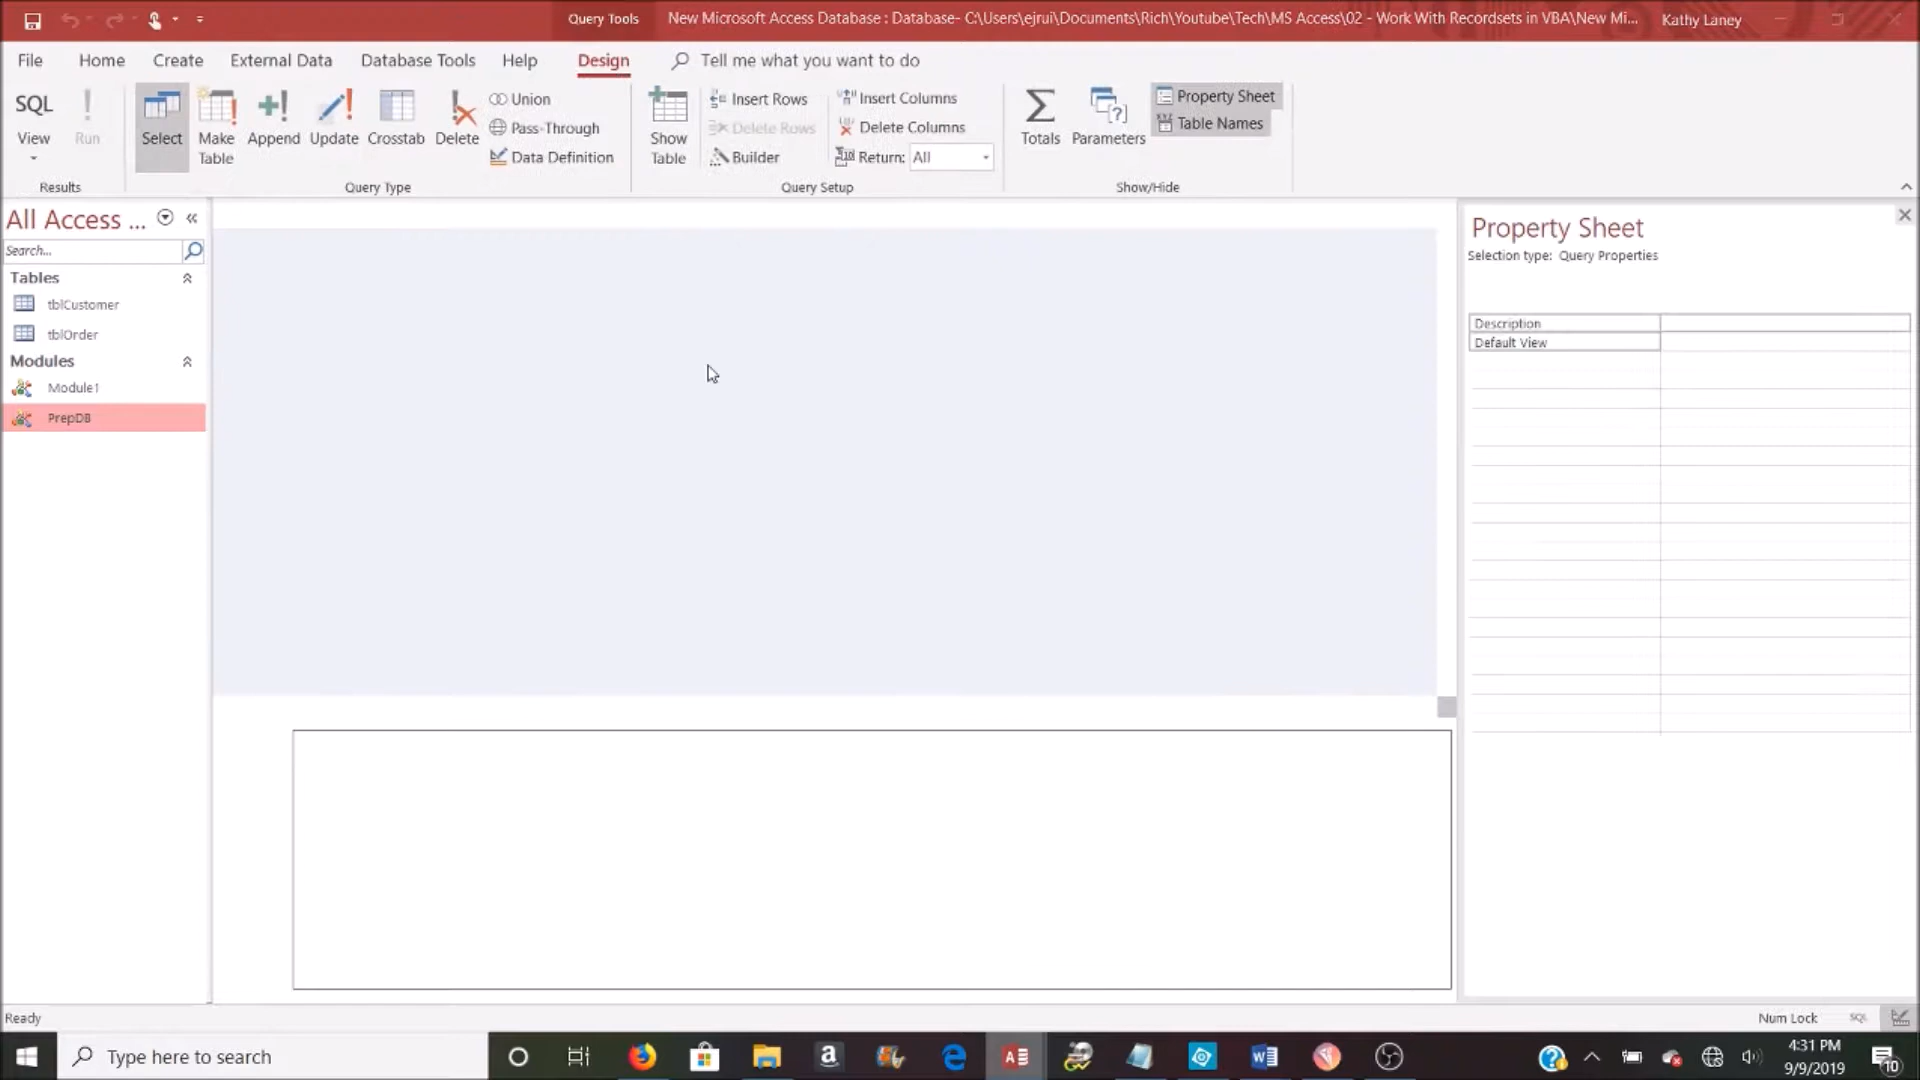 Query Tools
New Microsoft Access Database : Database- C:\Users\ejrui\Documents\Rich\Youtube\Tech\MS Access\02 - Work With Recordsets in VBA\New Mi...
Kathy Laney
File
Home
Create
External Data
Database Tools
Help
Design
Tell me what you want to do
SQL
View
Run
Results
Select
Make
Table
Append
Update
Crosstab
Delete
Union
Pass-Through
Data Definition
Query Type
Show
Table
Insert Rows
Delete Rows
Builder
Insert Columns
Delete Columns
Return: All
Query Setup
Totals
Parameters
Property Sheet
Table Names
Show/Hide
All Access ...
Search...
Tables
tblCustomer
tblOrder
Modules
Module1
PrepDB
Property Sheet
Selection type: Query Properties
Description
Default View
Ready
Num Lock
SQL
Type here to search
4:31 PM
9/9/2019
10